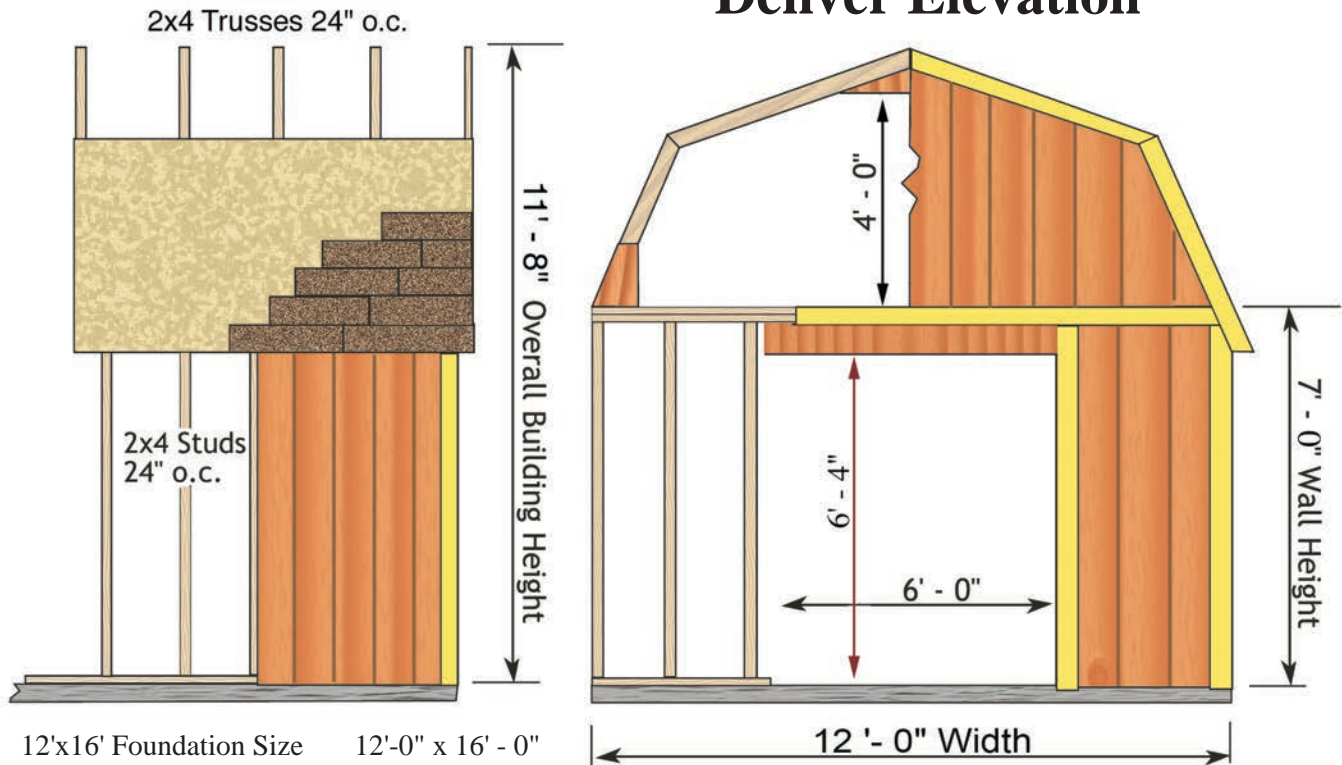 Denver Elevation
2x4 Trusses 24" o.c.
11' - 8" Overall Building Height
2x4 Studs
24" o.c.
4' - 0"
6' - 4"
6' - 0"
7' - 0" Wall Height
12'x16' Foundation Size 12'-0" x 16' - 0"
12 '- 0" Width